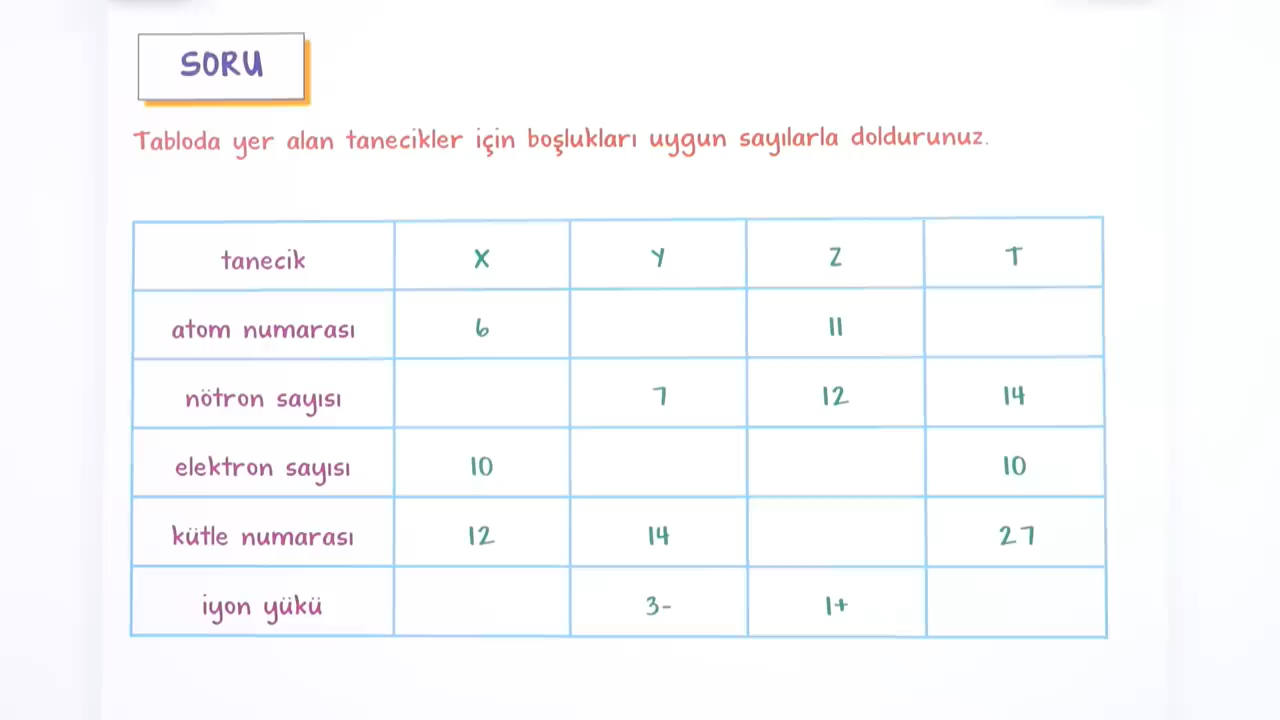 SORU
Tabloda yer alan tanecikler için boşlukları uygun sayılarla doldurunuz.
tanecik X Y Z T
atom numarası 6 11
nötron sayısı 7 12 14
elektron sayısı 10 10
kütle numarası 12 14 27
iyon yükü 3- 1+